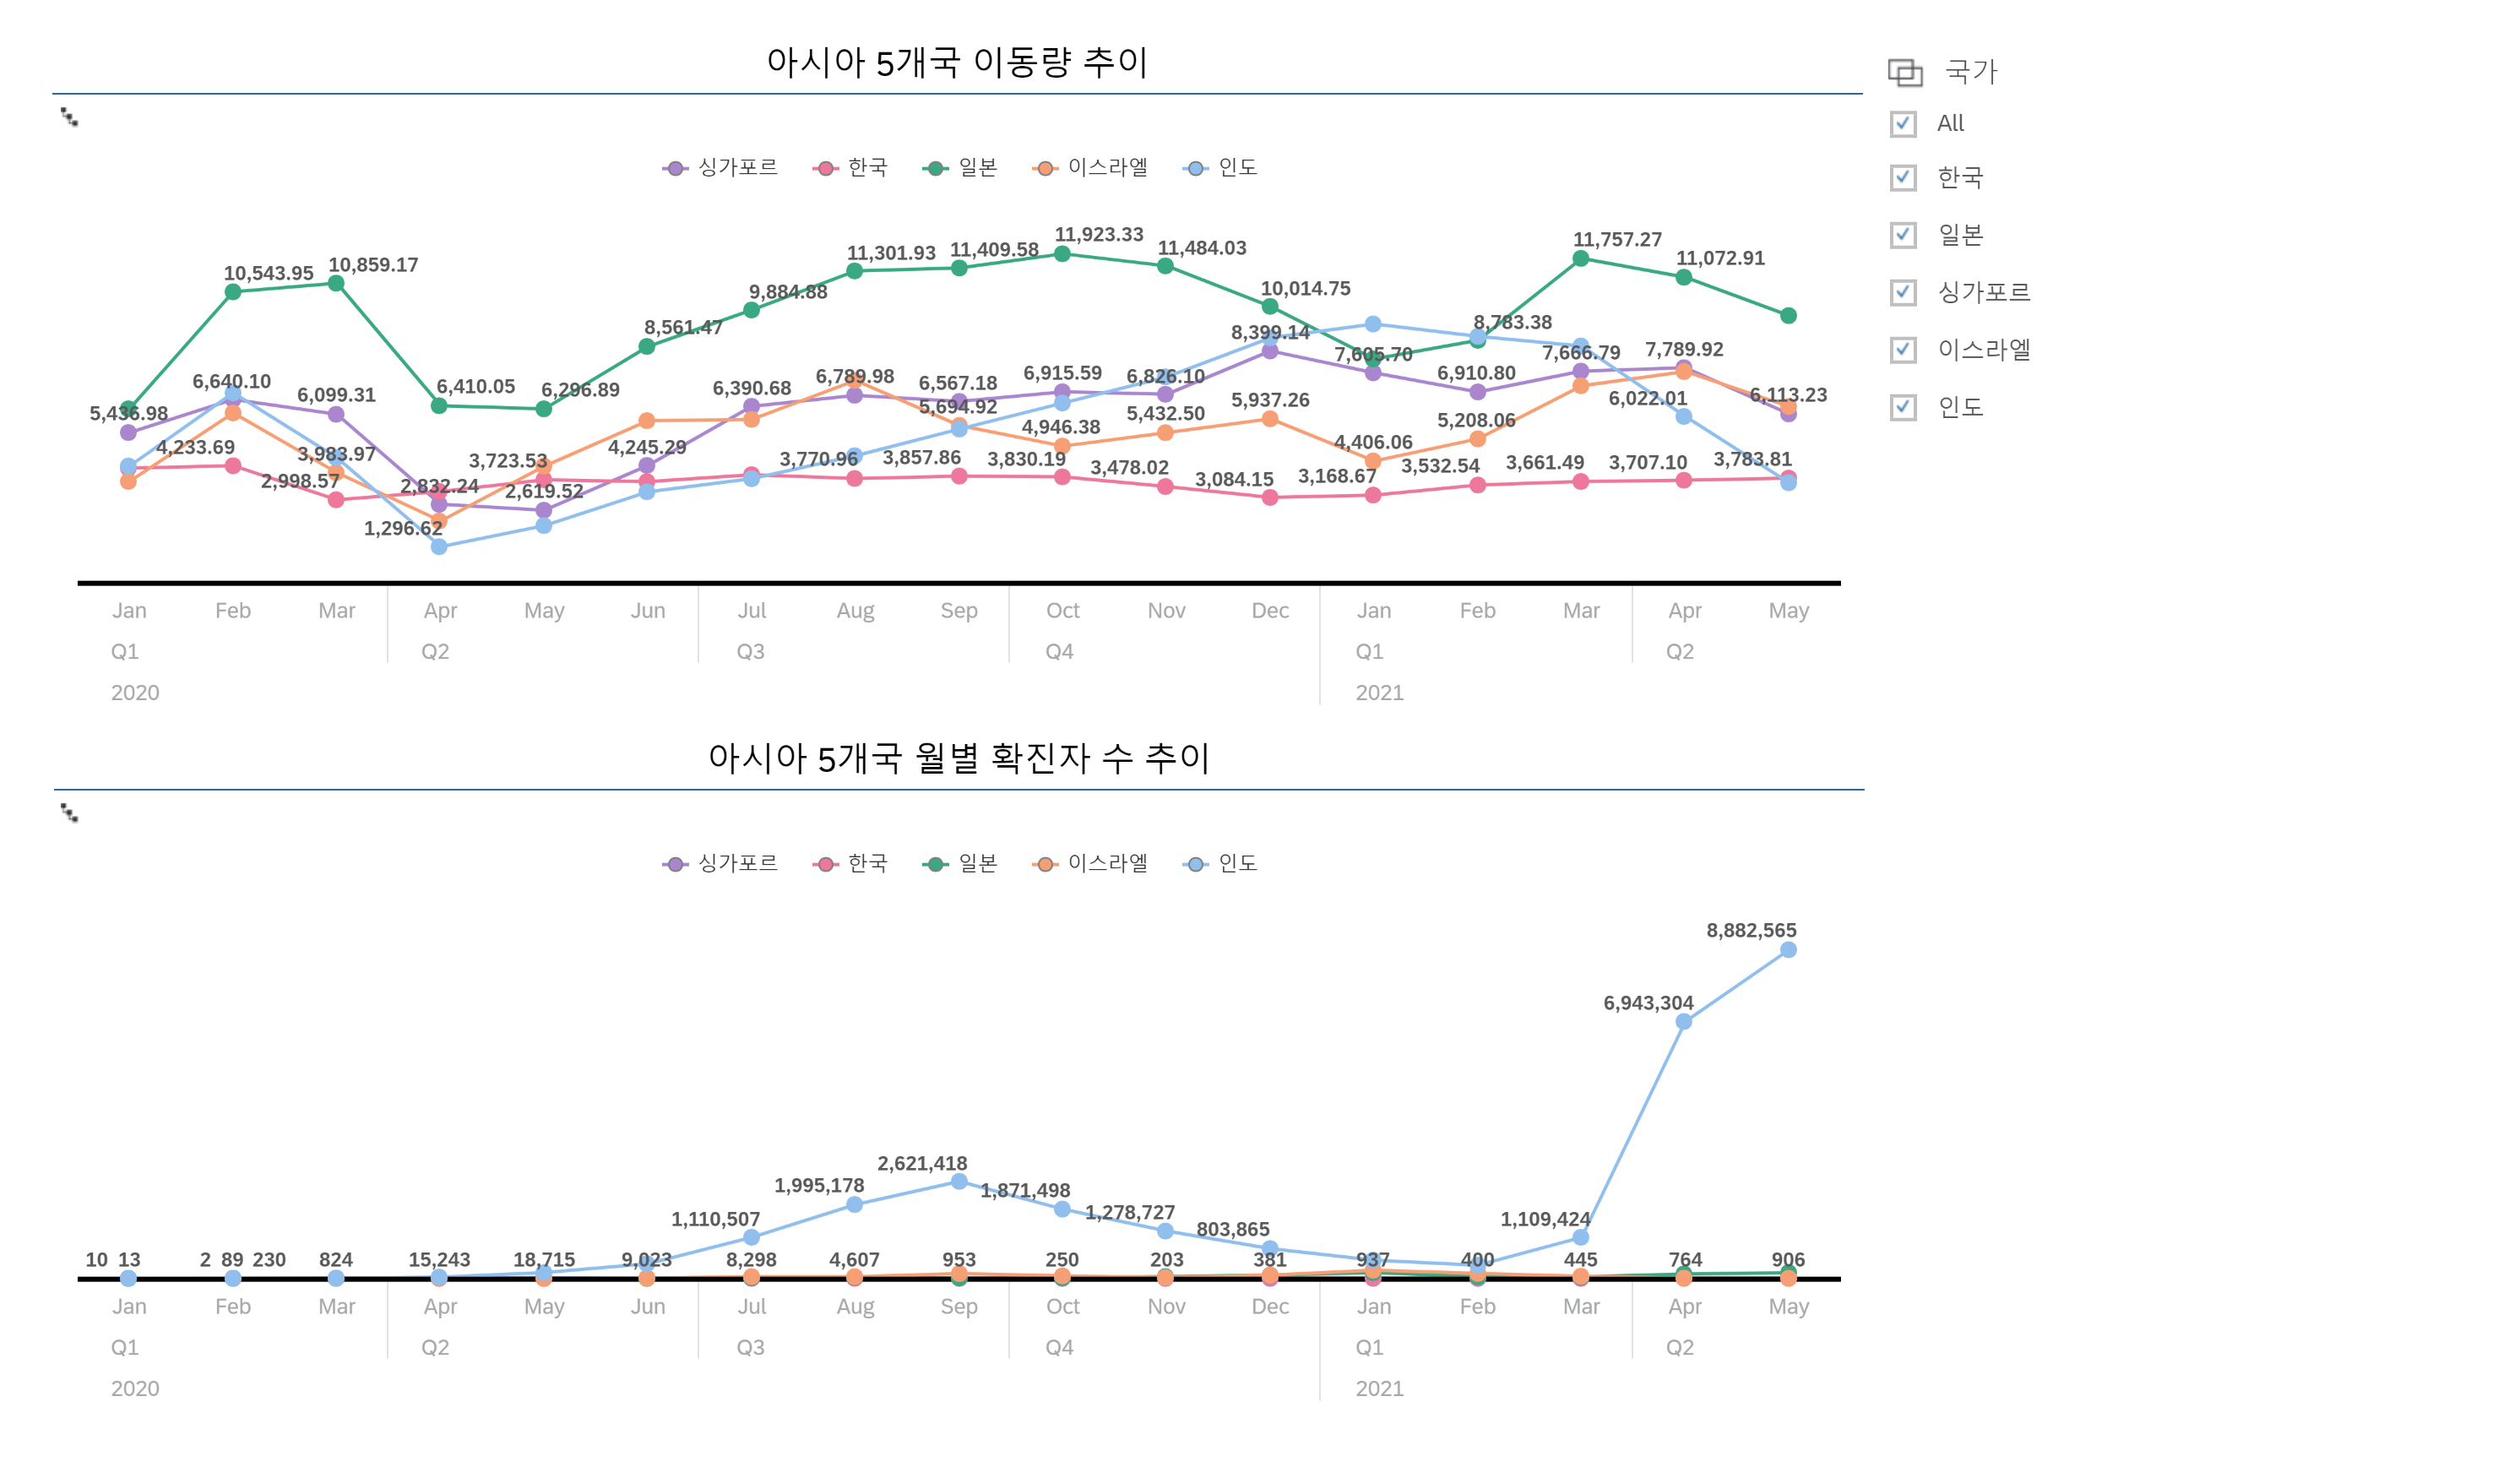 아시아 5개국 이동량 추이
싱가포르 한국 일본 이스라엘 인도
11,923.33
11,301.93 11,409.58 11,484.03 11,757.27
10,543.95 10,859.17 11,072.91
9,884.88 10,014.75
8,561.47 8,399.14 8,783.38
7,605.70 7,666.79 7,789.92
6,640.10 6,099.31 6,410.05 6,296.89 6,390.68 6,789.98 6,567.18 6,915.59 6,826.10 6,910.80 6,113.23
5,436.98 5,694.92 5,432.50 5,937.26 5,208.06 6,022.01
4,233.69 3,983.97 3,723.53 4,245.29 4,946.38 4,406.06
3,770.96 3,857.86 3,830.19 3,478.02 3,084.15 3,168.67 3,532.54 3,661.49 3,707.10 3,783.81
2,998.57 2,832.24 2,619.52
1,296.62
Jan Feb Mar Apr May Jun Jul Aug Sep Oct Nov Dec Jan Feb Mar Apr May
Q1 Q2 Q3 Q4 Q1 Q2
2020 2021
국가
All
한국
일본
싱가포르
이스라엘
인도
아시아 5개국 월별 확진자 수 추이
싱가포르 한국 일본 이스라엘 인도
8,882,565
6,943,304
2,621,418
1,995,178 1,871,498
1,110,507 1,278,727 803,865 1,109,424
10 13 2 89 230 824 15,243 18,715 9,023 8,298 4,607 953 250 203 381 937 400 445 764 906
Jan Feb Mar Apr May Jun Jul Aug Sep Oct Nov Dec Jan Feb Mar Apr May
Q1 Q2 Q3 Q4 Q1 Q2
2020 2021